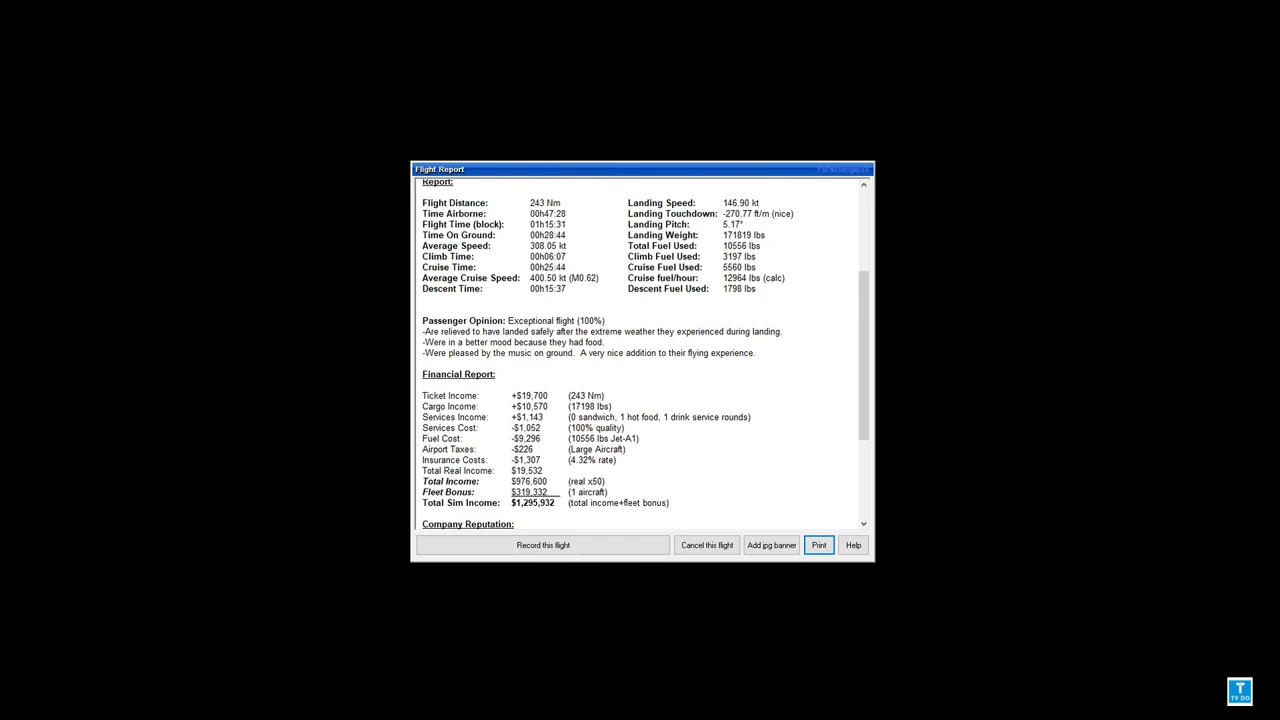 Flight Report FsPassengersX
Report:
Flight Distance: 243 Nm Landing Speed: 146.90 kt
Time Airborne: 00h47:28 Landing Touchdown: -270.77 ft/m (nice)
Flight Time (block): 01h15:31 Landing Pitch: 5.17°
Time On Ground: 00h28:44 Landing Weight: 171819 lbs
Average Speed: 308.05 kt Total Fuel Used: 10556 lbs
Climb Time: 00h06:07 Climb Fuel Used: 3197 lbs
Cruise Time: 00h25:44 Cruise Fuel Used: 5560 lbs
Average Cruise Speed: 400.50 kt (M0.62) Cruise fuel/hour: 12964 lbs (calc)
Descent Time: 00h15:37 Descent Fuel Used: 1798 lbs
Passenger Opinion: Exceptional flight (100%)
-Are relieved to have landed safely after the extreme weather they experienced during landing.
-Were in a better mood because they had food.
-Were pleased by the music on ground. A very nice addition to their flying experience.
Financial Report:
Ticket Income: +$19,700 (243 Nm)
Cargo Income: +$10,570 (17198 lbs)
Services Income: +$1,143 (0 sandwich, 1 hot food, 1 drink service rounds)
Services Cost: -$1,052 (100% quality)
Fuel Cost: -$9,296 (10556 lbs Jet-A1)
Airport Taxes: -$226 (Large Aircraft)
Insurance Costs: -$1,307 (4.32% rate)
Total Real Income: $19,532
Total Income: $976,600 (real x50)
Fleet Bonus: $319,332 (1 aircraft)
Total Sim Income: $1,295,932 (total income+fleet bonus)
Company Reputation:
Record this flight Cancel this flight Add jpg banner Print Help
T
TY DO